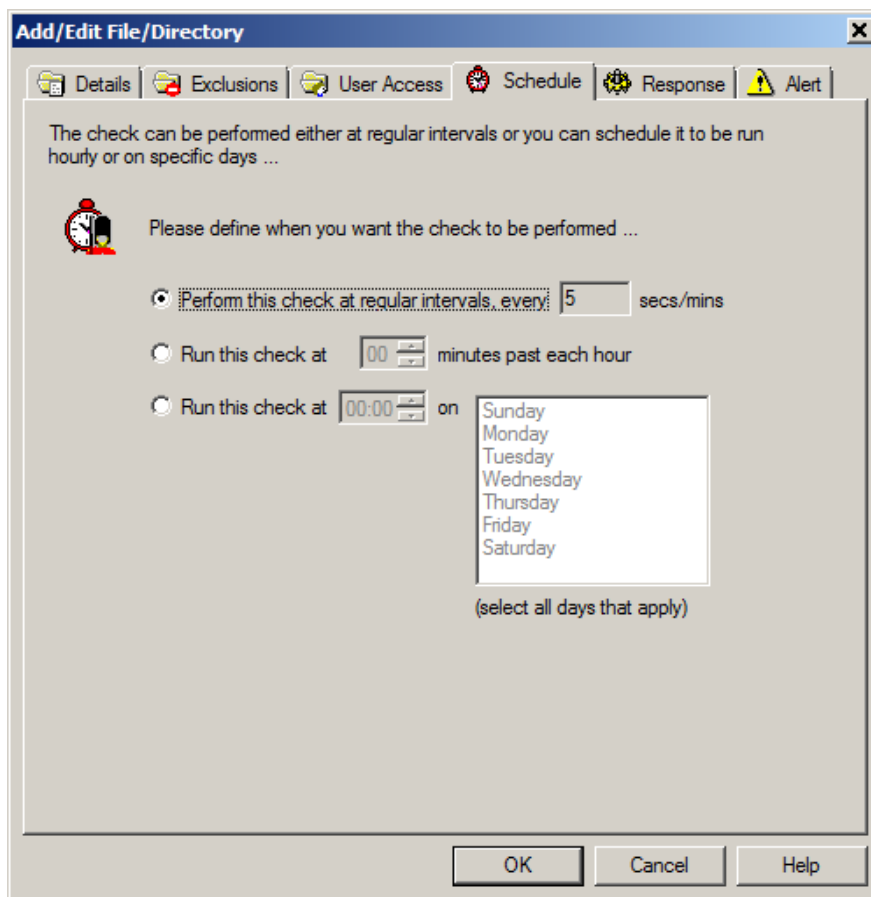 Add/Edit File/Directory
Details Exclusions User Access Schedule Response Alert
The check can be performed either at regular intervals or you can schedule it to be run
hourly or on specific days ...
Please define when you want the check to be performed ...
Perform this check at regular intervals, every 5 secs/mins
Run this check at 00 minutes past each hour
Run this check at 00:00 on
Sunday
Monday
Tuesday
Wednesday
Thursday
Friday
Saturday
(select all days that apply)
OK Cancel Help